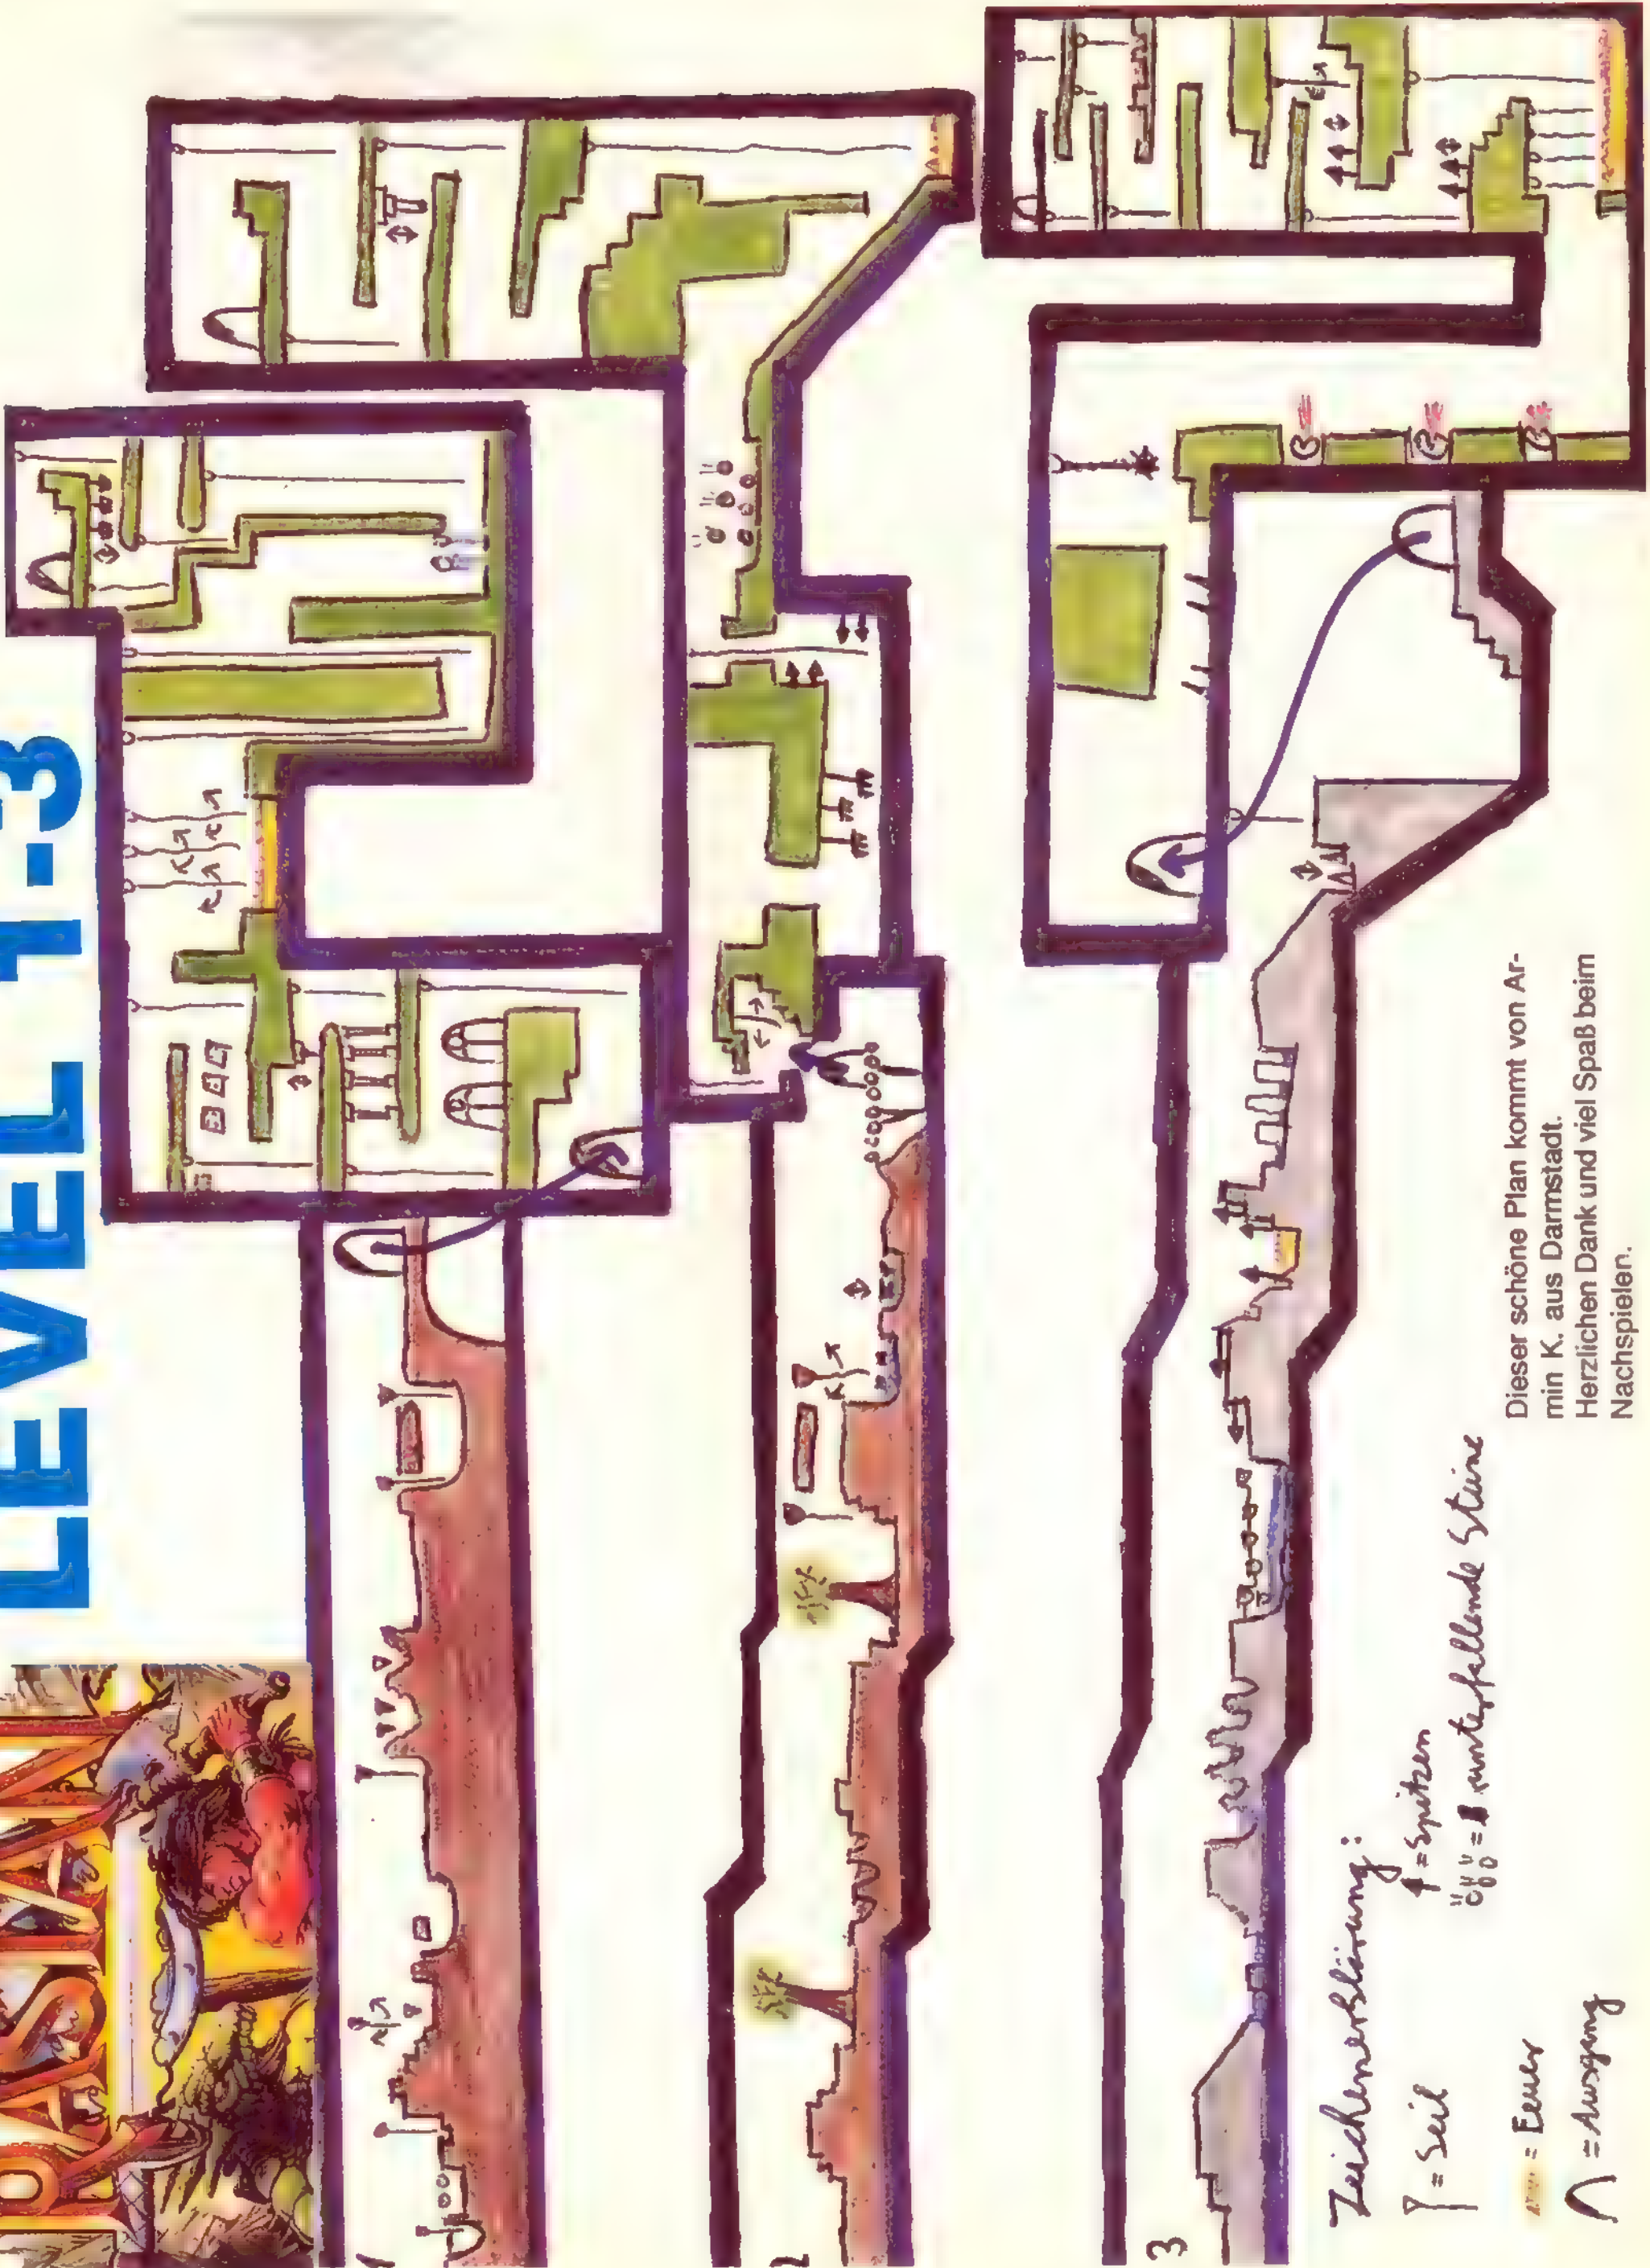 RASTAN
LEVEL 1-3
1
2
3
Zeichenerklärung:
= Seil
= Spitzen
= runterfallende Steine
= Feuer
= Ausgang
Dieser schöne Plan kommt von Ar-
min K. aus Darmstadt.
Herzlichen Dank und viel Spaß beim
Nachspielen.